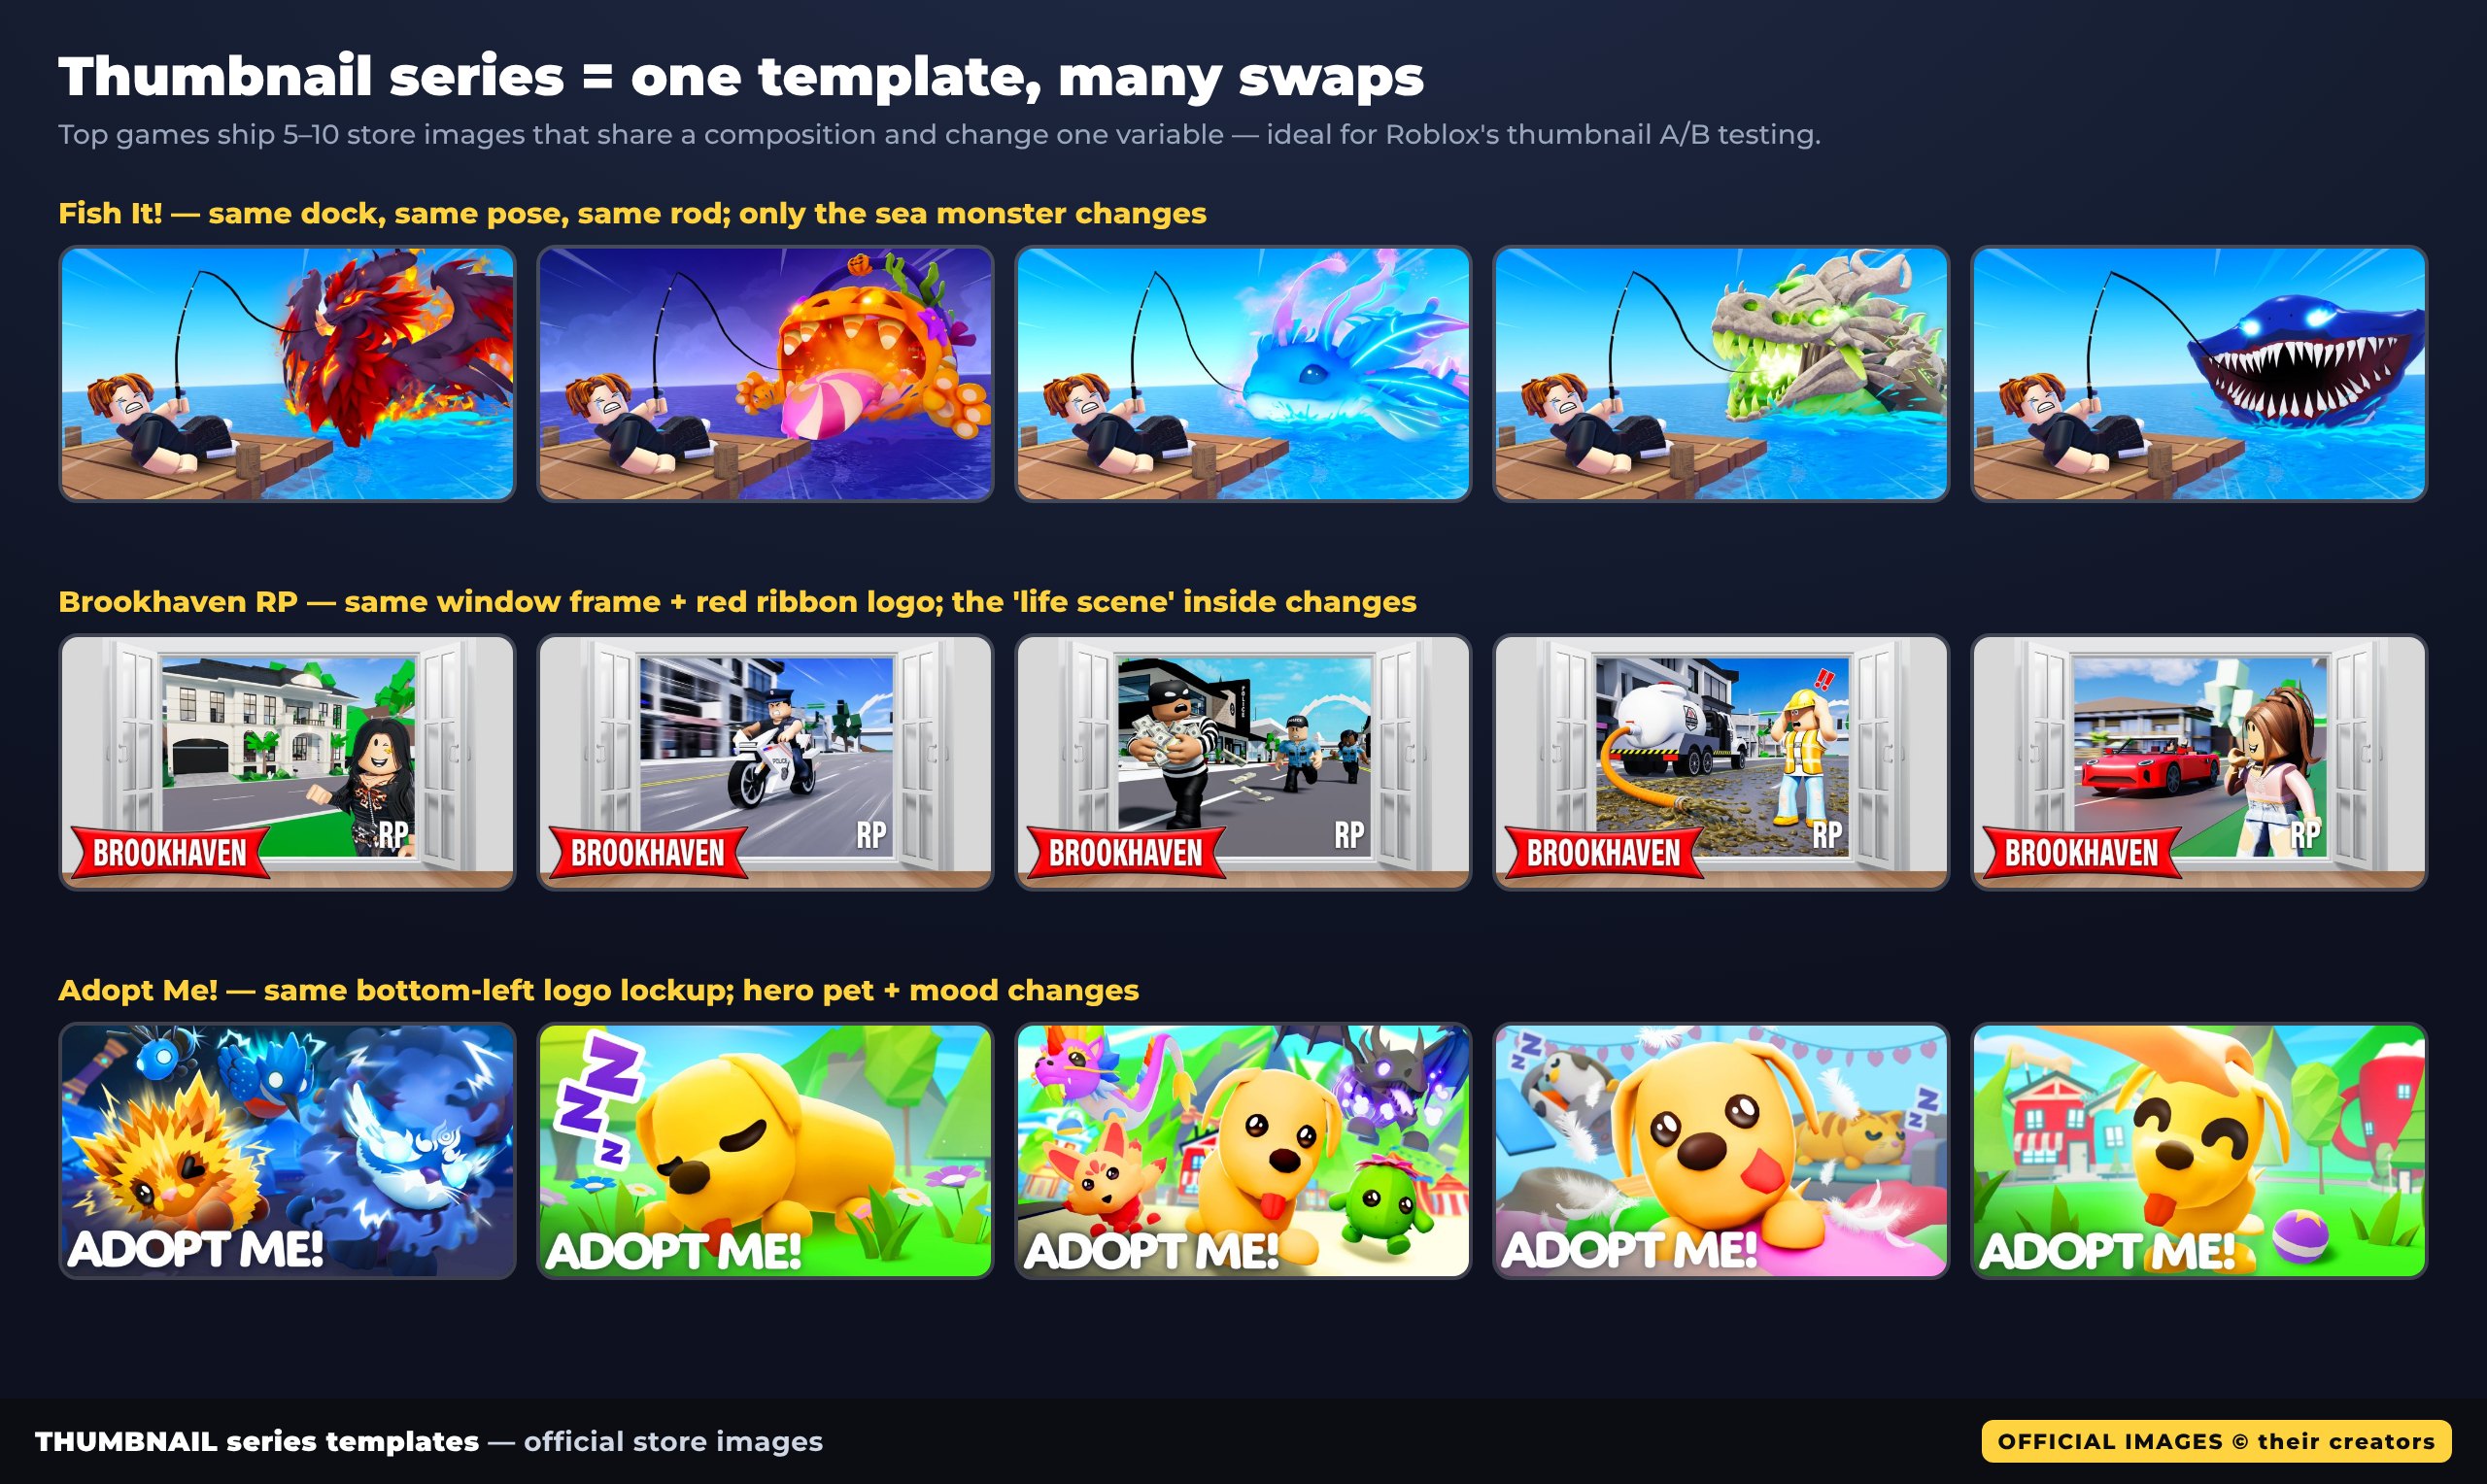 Thumbnail series = one template, many swaps
Top games ship 5–10 store images that share a composition and change one variable — ideal for Roblox's thumbnail A/B testing.
Fish It! — same dock, same pose, same rod; only the sea monster changes
Brookhaven RP — same window frame + red ribbon logo; the 'life scene' inside changes
BROOKHAVEN RP
POLICE
BROOKHAVEN RP
POLICE
BROOKHAVEN RP
!!
BROOKHAVEN RP
BROOKHAVEN RP
Adopt Me! — same bottom-left logo lockup; hero pet + mood changes
ADOPT ME!
Z Z Z
ADOPT ME!
ADOPT ME!
Z Z
Z Z
ADOPT ME!
ADOPT ME!
THUMBNAIL series templates — official store images
OFFICIAL IMAGES © their creators